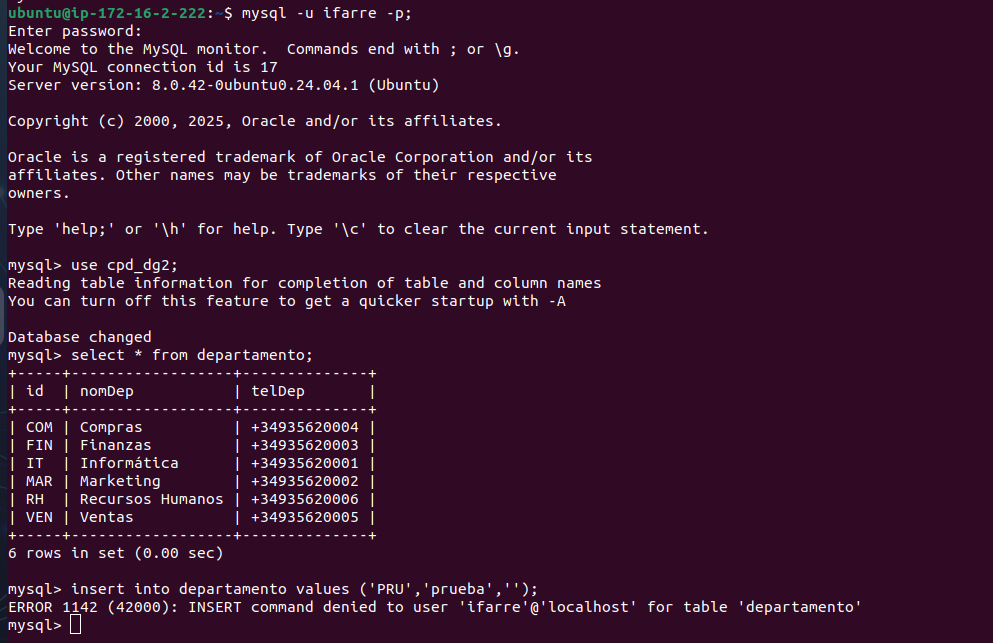 ubuntu@ip-172-16-2-222:~$ mysql -u ifarre -p;
Enter password:
Welcome to the MySQL monitor.  Commands end with ; or \g.
Your MySQL connection id is 17
Server version: 8.0.42-0ubuntu0.24.04.1 (Ubuntu)

Copyright (c) 2000, 2025, Oracle and/or its affiliates.

Oracle is a registered trademark of Oracle Corporation and/or its
affiliates. Other names may be trademarks of their respective
owners.

Type 'help;' or '\h' for help. Type '\c' to clear the current input statement.

mysql> use cpd_dg2;
Reading table information for completion of table and column names
You can turn off this feature to get a quicker startup with -A

Database changed
mysql> select * from departamento;
+-----+------------------+--------------+
| id  | nomDep           | telDep       |
+-----+------------------+--------------+
| COM | Compras          | +34935620004 |
| FIN | Finanzas         | +34935620003 |
| IT  | Informática      | +34935620001 |
| MAR | Marketing        | +34935620002 |
| RH  | Recursos Humanos | +34935620006 |
| VEN | Ventas           | +34935620005 |
+-----+------------------+--------------+
6 rows in set (0.00 sec)

mysql> insert into departamento values ('PRU','prueba','');
ERROR 1142 (42000): INSERT command denied to user 'ifarre'@'localhost' for table 'departamento'
mysql>